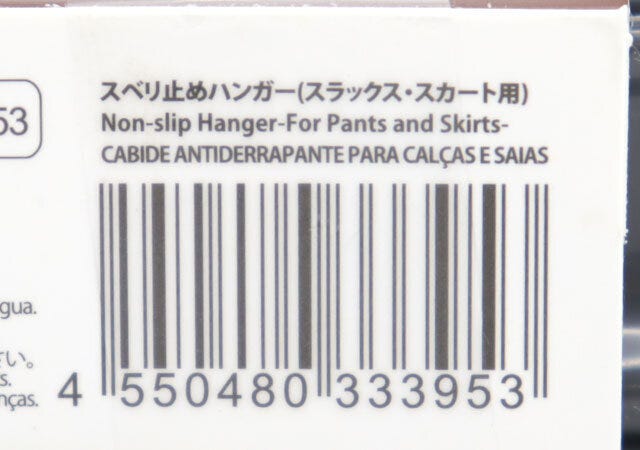 53
スベリ止めハンガー(スラックス・スカート用)
Non-slip Hanger-For Pants and Skirts-
CABIDE ANTIDERRAPANTE PARA CALÇAS E SAIAS
gua.
さい。
s.
nças.
4 550480 333953